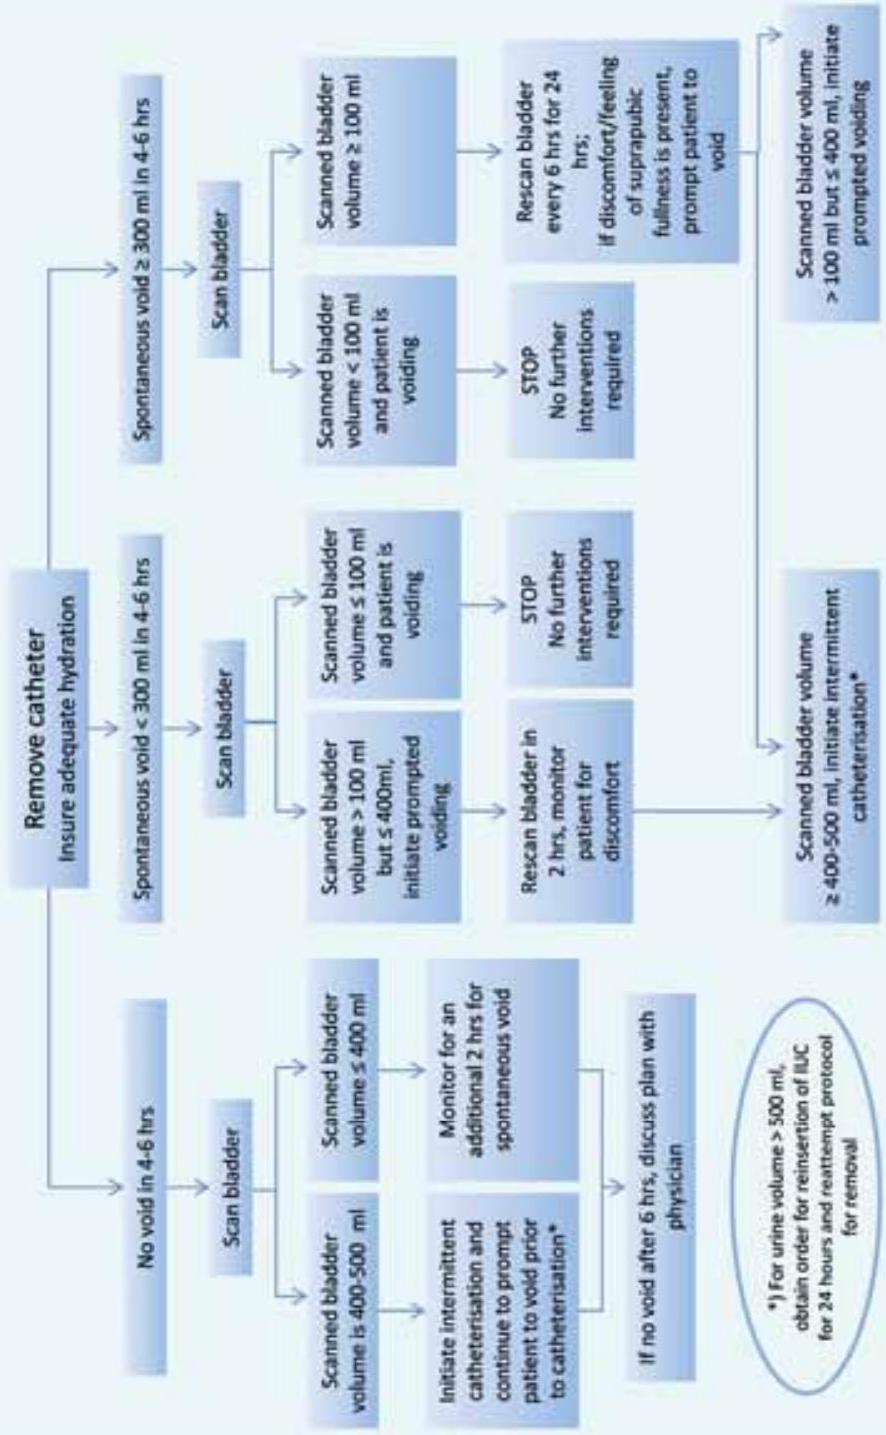 Remove catheter
Insure adequate hydration
No void in 4-6 hrs
Scan bladder
Scanned bladder
volume is 400-500 ml
Initiate intermittent
catheterisation and
continue to prompt
patient to void prior
to catheterisation*
Scanned bladder
volume ≤ 400 ml
Monitor for an
additional 2 hrs for
spontaneous void
If no void after 6 hrs, discuss plan with
physician
Spontaneous void < 300 ml in 4-6 hrs
Scan bladder
Scanned bladder
volume > 100 ml
but ≤ 400ml,
initiate prompted
voiding
Rescan bladder in
2 hrs, monitor
patient for
discomfort
Scanned bladder
volume ≤ 100 ml
and patient is
voiding
STOP
No further
interventions
required
Spontaneous void ≥ 300 ml in 4-6 hrs
Scan bladder
Scanned bladder
volume < 100 ml
and patient is
voiding
STOP
No further
interventions
required
Scanned bladder
volume ≥ 100 ml
Rescan bladder
every 6 hrs for 24
hrs;
if discomfort/feeling
of suprapubic
fullness is present,
prompt patient to
void
Scanned bladder volume
≥ 400-500 ml, initiate intermittent
catheterisation*
Scanned bladder volume
> 100 ml but ≤ 400 ml, initiate
prompted voiding
*) For urine volume > 500 ml,
obtain order for reinsertion of IUC
for 24 hours and reattempt protocol
for removal